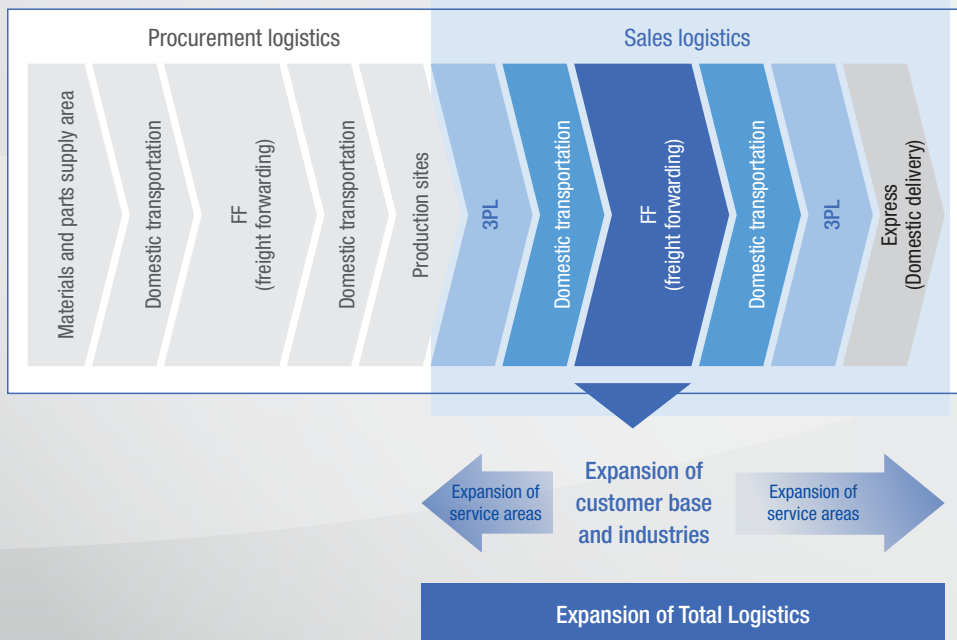 Procurement logistics
Sales logistics
Materials and parts supply area
Domestic transportation
FF
(freight forwarding)
Domestic transportation
Production sites
3PL
Domestic transportation
FF
(freight forwarding)
Domestic transportation
3PL
Express
(Domestic delivery)
Expansion of
service areas
Expansion of
customer base
and industries
Expansion of
service areas
Expansion of Total Logistics